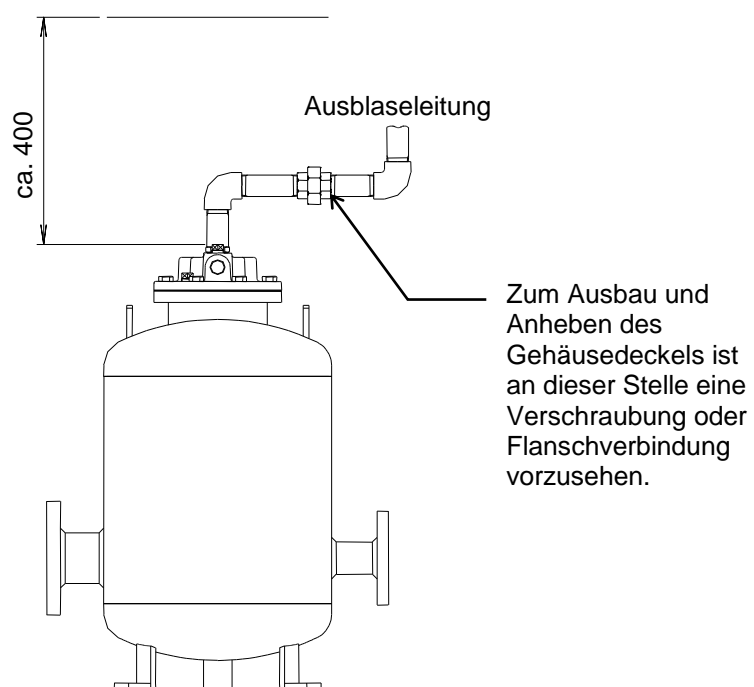 Ausblaseleitung
ca. 400
Zum Ausbau und
Anheben des
Gehäusedeckels ist
an dieser Stelle eine
Verschraubung oder
Flanschverbindung
vorzusehen.